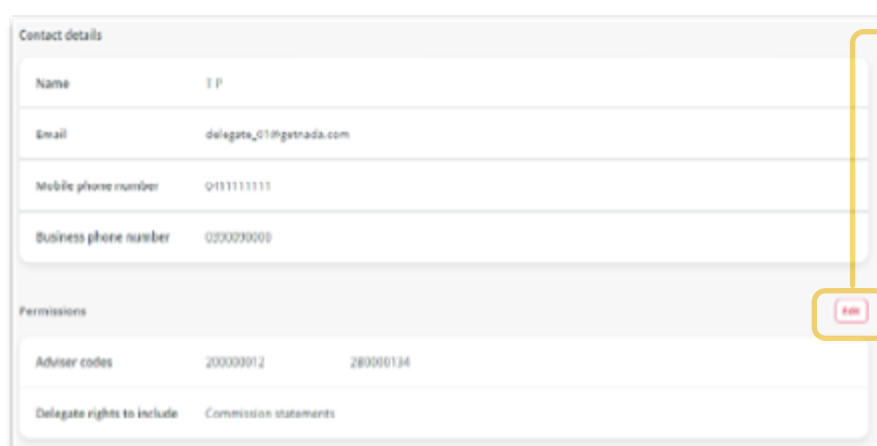 Contact details
Name T P
Email delegate_01@getnada.com
Mobile phone number 0411111111
Business phone number
Permissions
Edit
Adviser codes 200000012 280000134
Delegate rights to include Commission statements